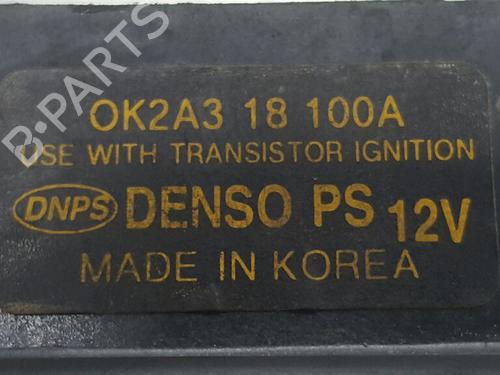 B-PARTS
OK2A3 18 100A
USE WITH TRANSISTOR IGNITION
DNPS DENSO PS 12V
MADE IN KOREA